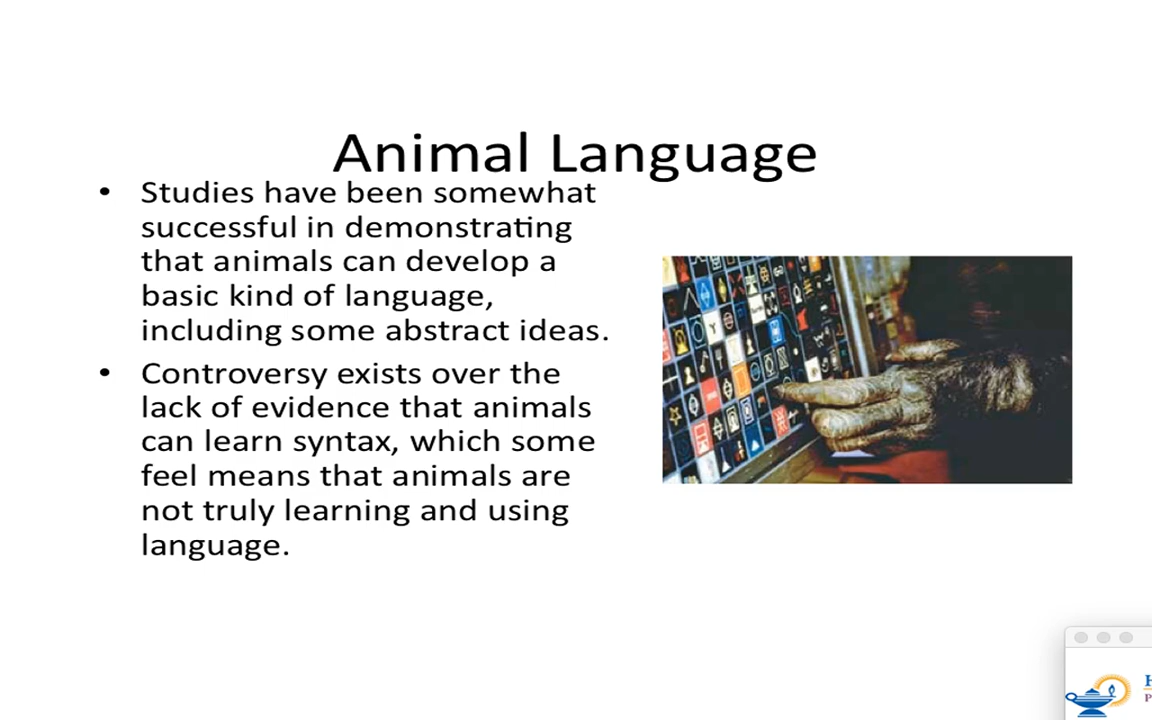 Animal Language
• Studies have been somewhat
successful in demonstrating
that animals can develop a
basic kind of language,
including some abstract ideas.
• Controversy exists over the
lack of evidence that animals
can learn syntax, which some
feel means that animals are
not truly learning and using
language.
H
P